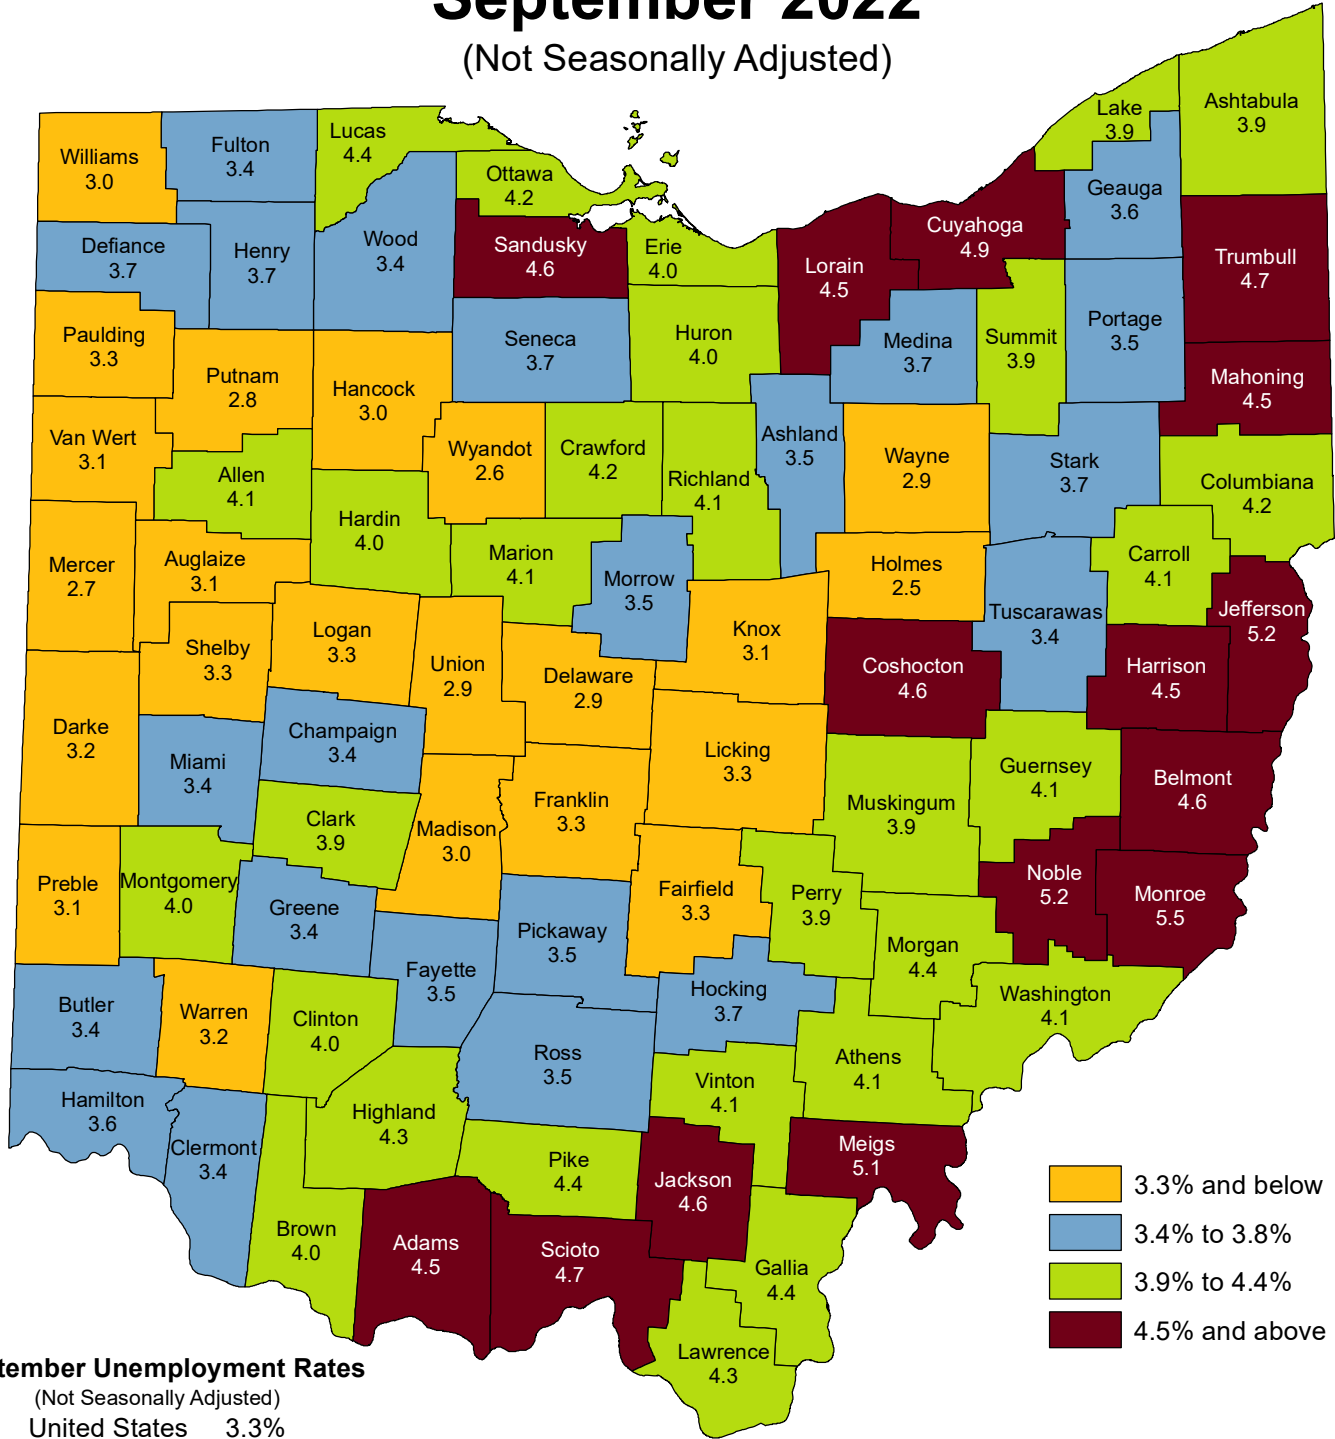 September 2022
(Not Seasonally Adjusted)
Williams
3.0
Fulton
3.4
Lucas
4.4
Ottawa
4.2
Lake
3.9
Ashtabula
3.9
Geauga
3.6
Cuyahoga
4.9
Defiance
3.7
Henry
3.7
Wood
3.4
Sandusky
4.6
Erie
4.0
Lorain
4.5
Trumbull
4.7
Paulding
3.3
Putnam
2.8
Hancock
3.0
Seneca
3.7
Huron
4.0
Medina
3.7
Summit
3.9
Portage
3.5
Mahoning
4.5
Van Wert
3.1
Allen
4.1
Wyandot
2.6
Crawford
4.2
Richland
4.1
Ashland
3.5
Wayne
2.9
Stark
3.7
Columbiana
4.2
Mercer
2.7
Auglaize
3.1
Hardin
4.0
Marion
4.1
Morrow
3.5
Holmes
2.5
Carroll
4.1
Tuscarawas
3.4
Jefferson
5.2
Shelby
3.3
Logan
3.3
Union
2.9
Delaware
2.9
Knox
3.1
Coshocton
4.6
Harrison
4.5
Darke
3.2
Miami
3.4
Champaign
3.4
Licking
3.3
Guernsey
4.1
Belmont
4.6
Clark
3.9
Madison
3.0
Franklin
3.3
Muskingum
3.9
Preble
3.1
Montgomery
4.0
Greene
3.4
Fairfield
3.3
Perry
3.9
Noble
5.2
Monroe
5.5
Pickaway
3.5
Morgan
4.4
Fayette
3.5
Hocking
3.7
Washington
4.1
Butler
3.4
Warren
3.2
Clinton
4.0
Ross
3.5
Athens
4.1
Vinton
4.1
Hamilton
3.6
Clermont
3.4
Highland
4.3
Pike
4.4
Jackson
4.6
Meigs
5.1
Brown
4.0
Adams
4.5
Scioto
4.7
Gallia
4.4
Lawrence
4.3
3.3% and below
3.4% to 3.8%
3.9% to 4.4%
4.5% and above
tember Unemployment Rates
(Not Seasonally Adjusted)
United States 3.3%